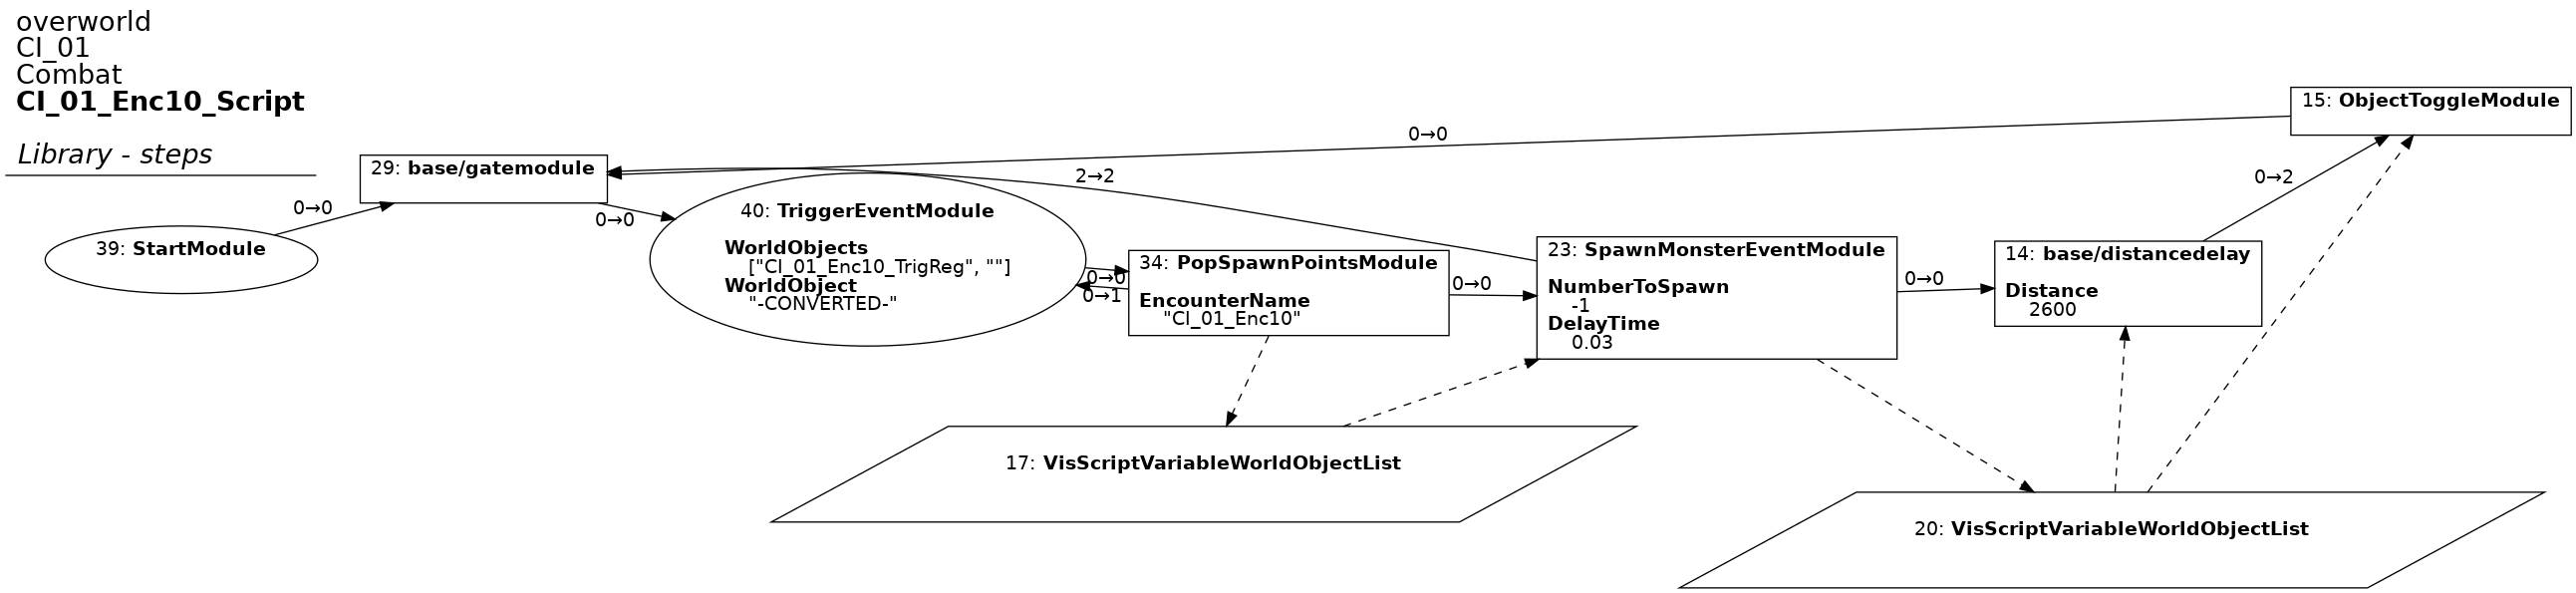 overworld
CI_01
Combat
CI_01_Enc10_Script
Library - steps
39: StartModule
0→0
29: base/gatemodule
0→0
40: TriggerEventModule
WorldObjects
["CI_01_Enc10_TrigReg", ""]
WorldObject
"-CONVERTED-"
0→0
0→1
34: PopSpawnPointsModule
EncounterName
"CI_01_Enc10"
0→0
2→2
0→0
23: SpawnMonsterEventModule
NumberToSpawn
-1
DelayTime
0.03
0→0
14: base/distancedelay
Distance
2600
0→2
15: ObjectToggleModule
17: VisScriptVariableWorldObjectList
20: VisScriptVariableWorldObjectList